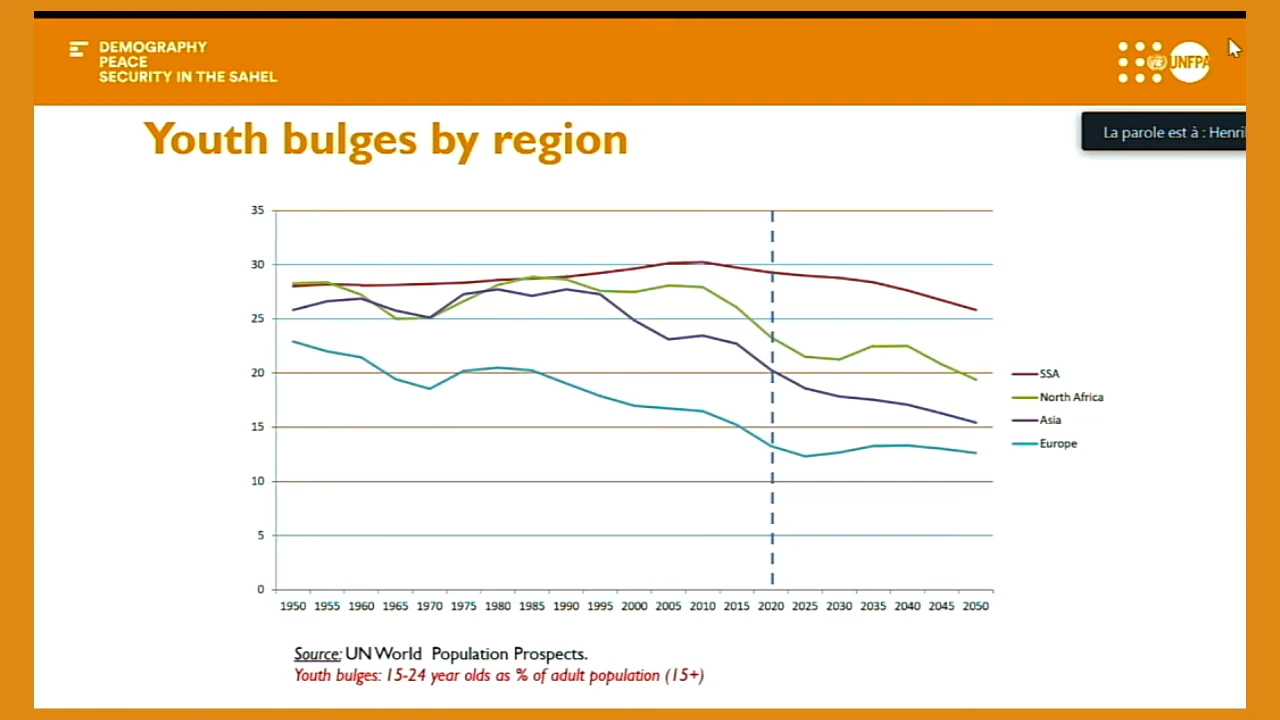 DEMOGRAPHY
PEACE
SECURITY IN THE SAHEL
UNFPA
La parole est à : Henri
Youth bulges by region
35
30
25
20
15
10
5
0
1950 1955 1960 1965 1970 1975 1980 1985 1990 1995 2000 2005 2010 2015 2020 2025 2030 2035 2040 2045 2050
SSA
North Africa
Asia
Europe
Source: UN World Population Prospects.
Youth bulges: 15-24 year olds as % of adult population (15+)